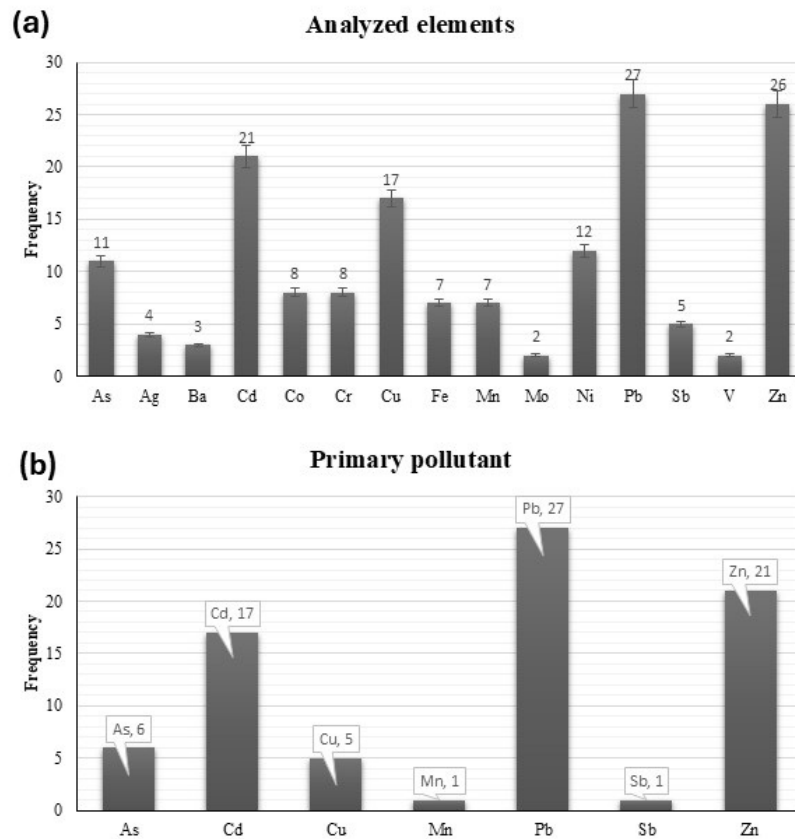 (a)
Analyzed elements
Frequency
30
25
20
15
10
5
0
11
4
3
21
8
8
17
7
7
2
12
27
5
2
26
As Ag Ba Cd Co Cr Cu Fe Mn Mo Ni Pb Sb V Zn
(b)
Primary pollutant
Frequency
30
25
20
15
10
5
0
As, 6
Cd, 17
Cu, 5
Mn, 1
Pb, 27
Sb, 1
Zn, 21
As Cd Cu Mn Pb Sb Zn